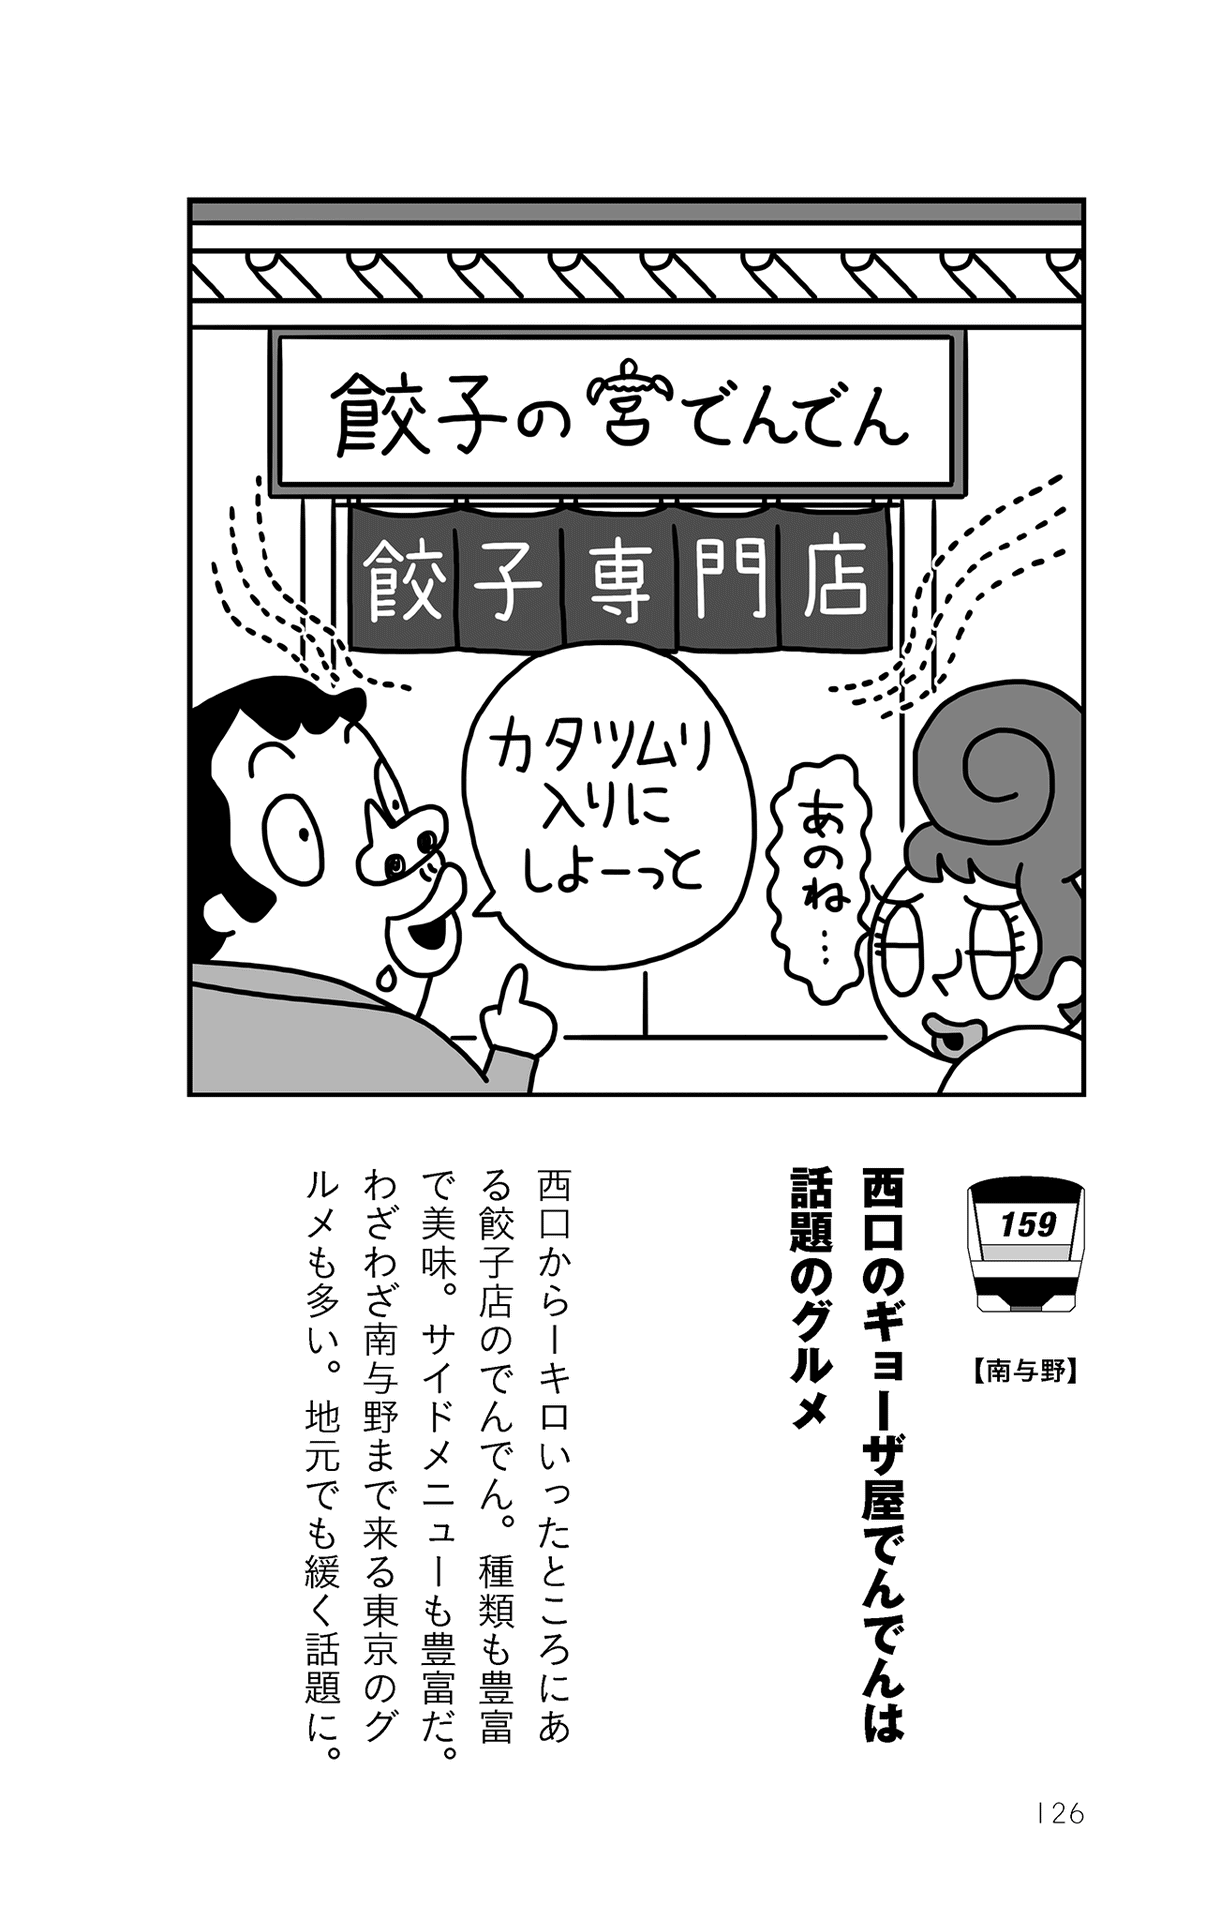 餃子の宮でんでん
餃子専門店
カタツムリ
入りに
しよーっと
あのね…
159
【南与野】
西口のギョーザ屋でんでんは
話題のグルメ
西口から一キロいったところにあ
る餃子店のでんでん。種類も豊富
で美味。サイドメニューも豊富だ。
わざわざ南与野まで来る東京のグ
ルメも多い。地元でも緩く話題に。
126